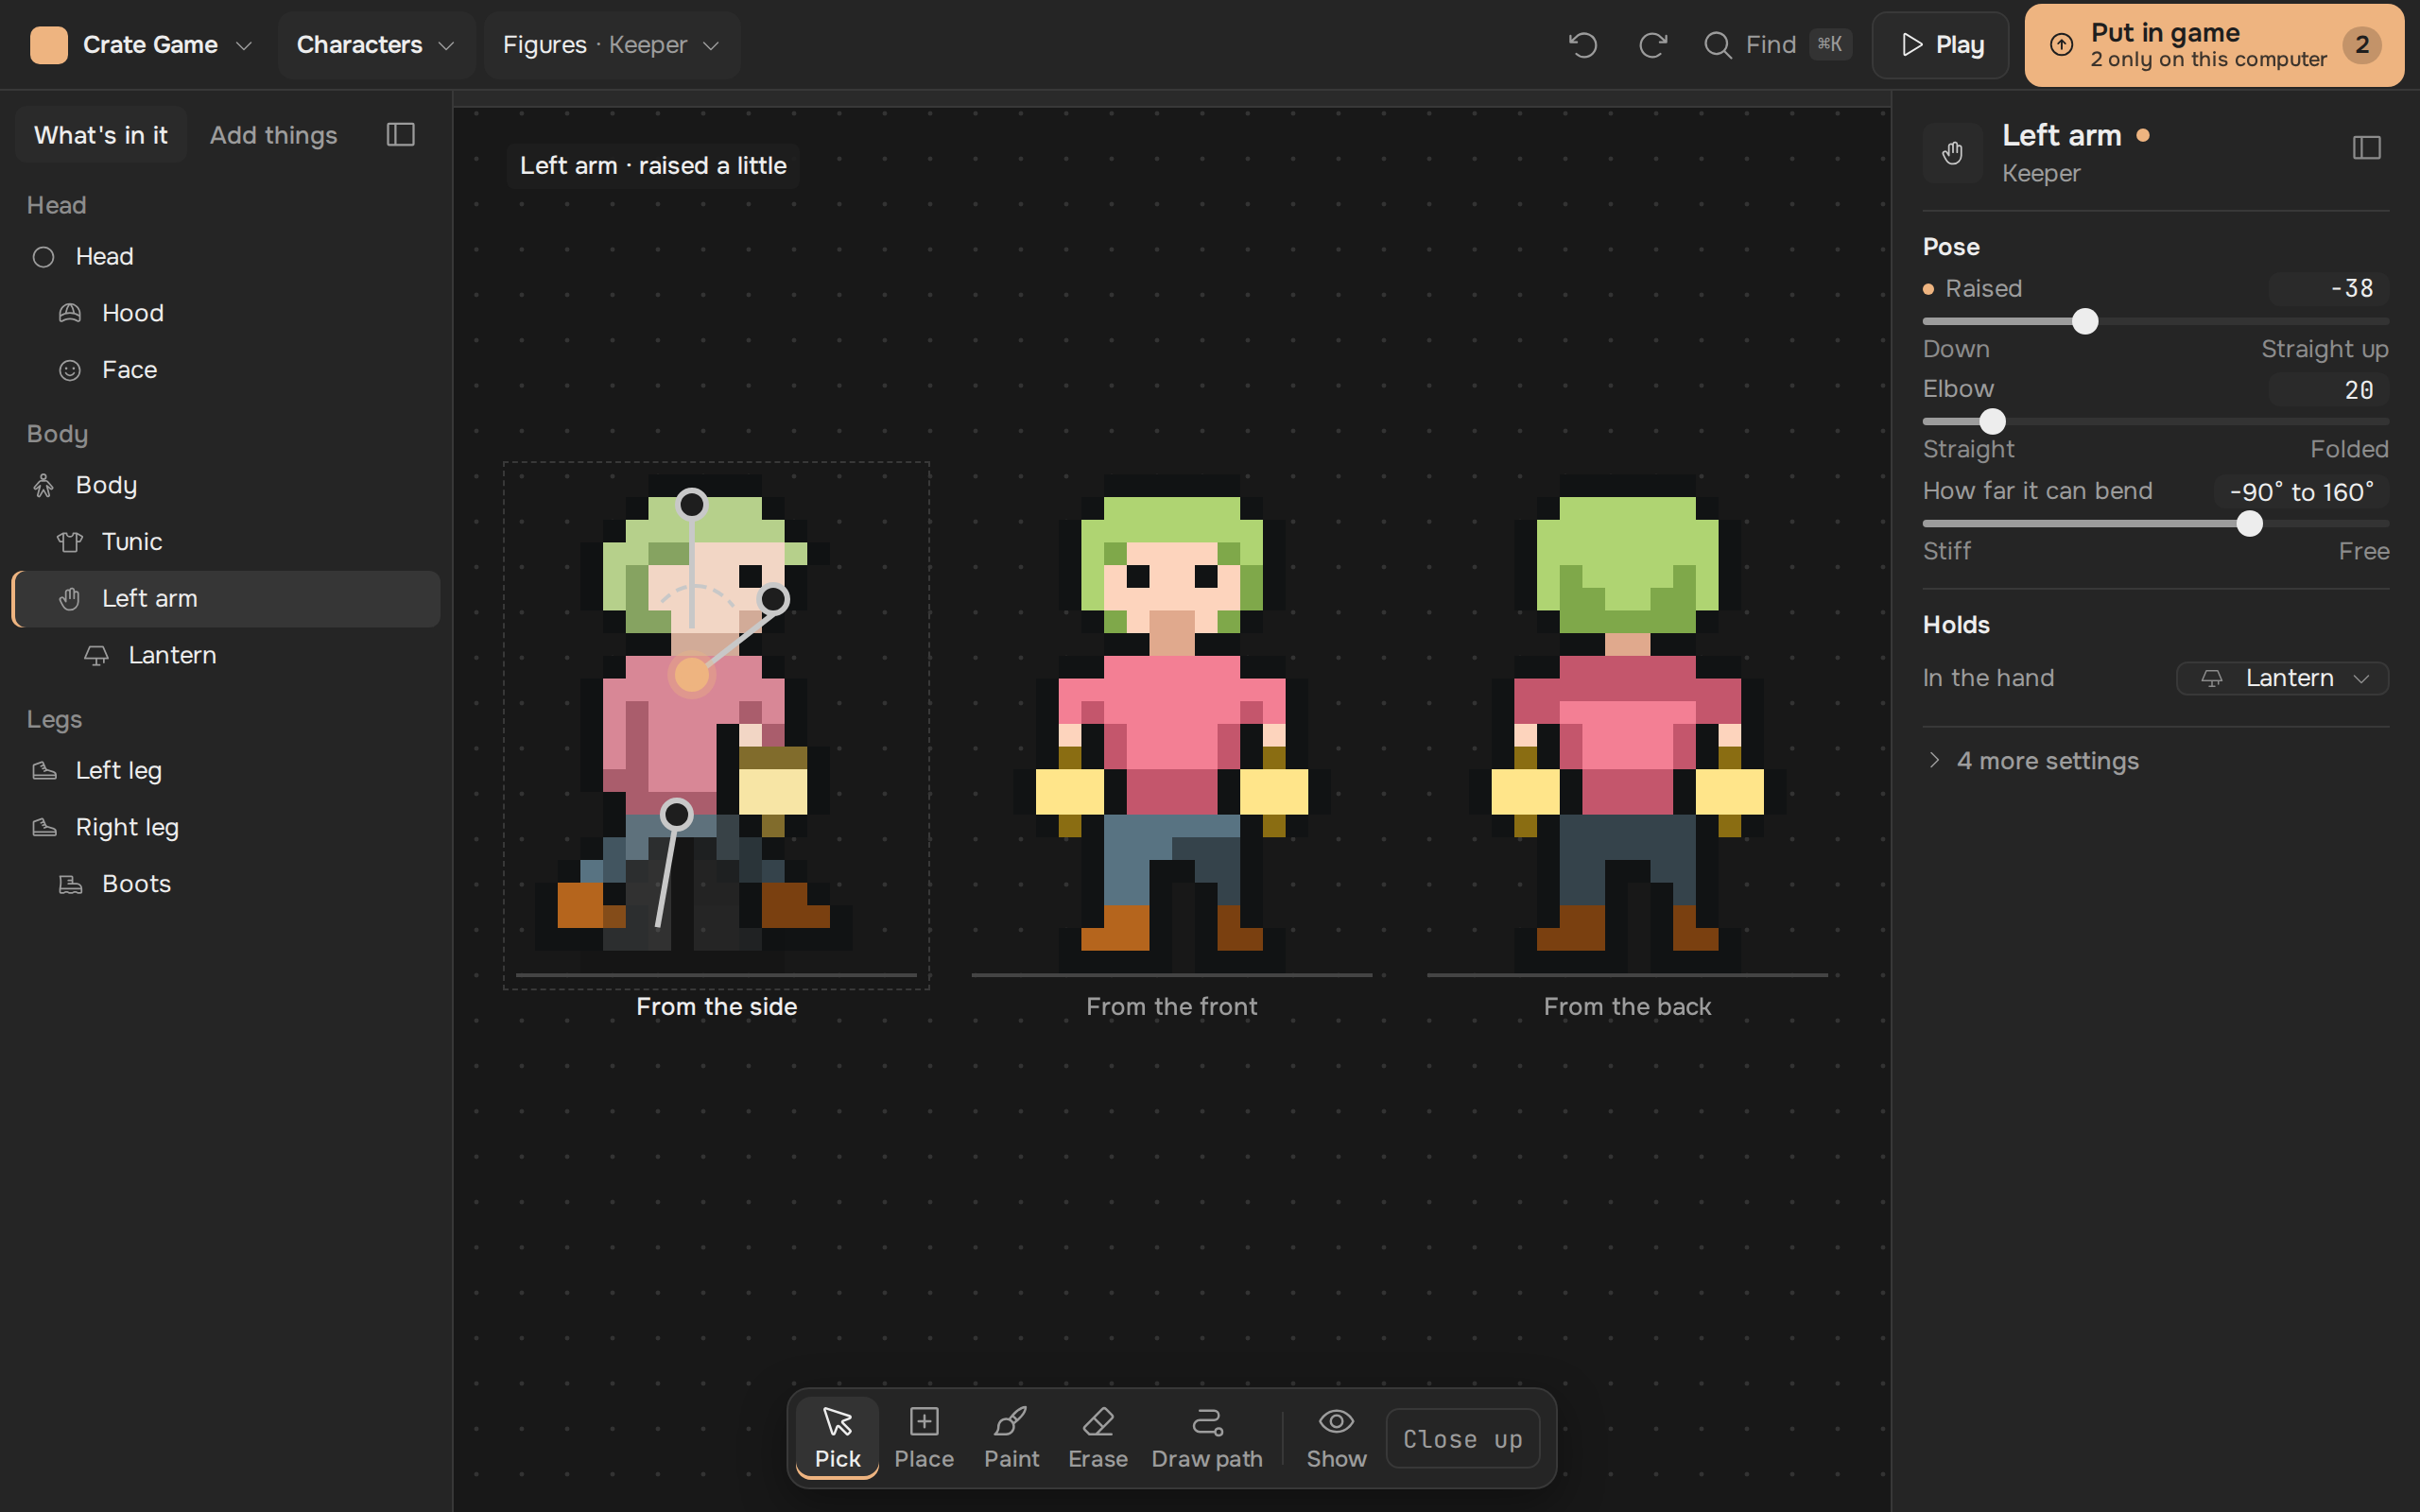 Crate Game
Characters
Figures · Keeper
Find ⌘K
Play
Put in game
2 only on this computer
2
What's in it
Add things
Head
Head
Hood
Face
Body
Body
Tunic
Left arm
Lantern
Legs
Left leg
Right leg
Boots
Left arm · raised a little
From the side
From the front
From the back
Pick
Place
Paint
Erase
Draw path
Show
Close up
Left arm
Keeper
Pose
Raised -38
Down Straight up
Elbow 20
Straight Folded
How far it can bend -90° to 160°
Stiff Free
Holds
In the hand Lantern
4 more settings